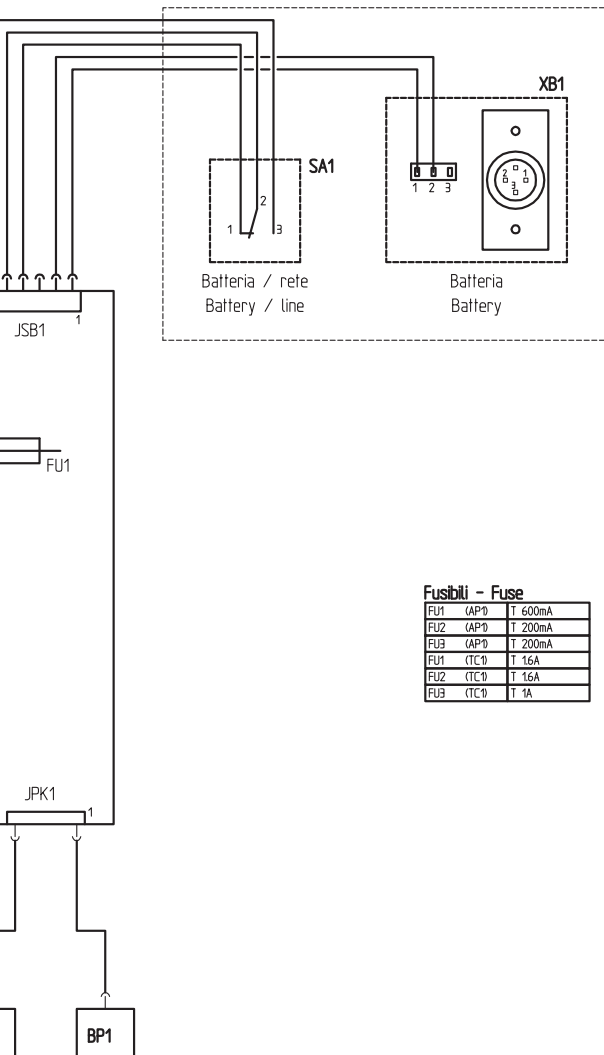 XB1
SA1
2
1
3
1 2 3
2 1
3
Batteria / rete
Battery / line
Batteria
Battery
JSB1
1
FU1
Fusibili - Fuse
FU1 (AP1) T 600mA
FU2 (AP1) T 200mA
FU3 (AP1) T 200mA
FU1 (TC1) T 1.6A
FU2 (TC1) T 1.6A
FU3 (TC1) T 1A
JPK1
1
BP1